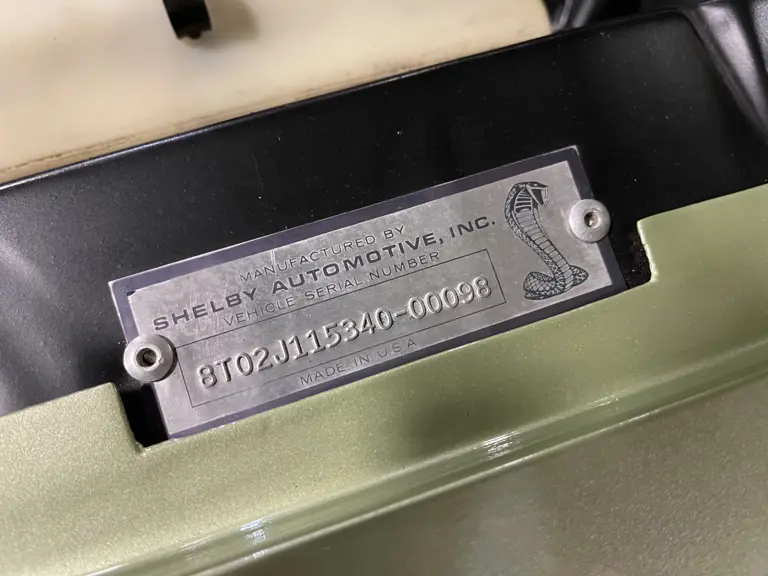 MANUFACTURED BY
SHELBY AUTOMOTIVE, INC.
VEHICLE SERIAL NUMBER
8T02J115340-00098
MADE IN U.S.A